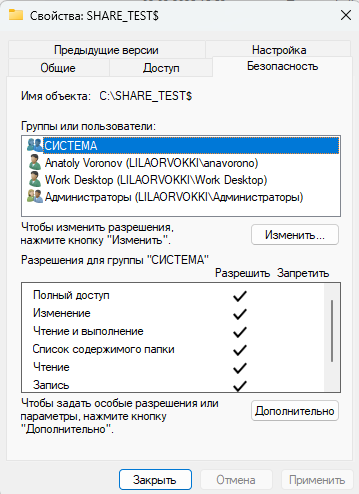 Свойства: SHARE_TEST$
Предыдущие версии
Настройка
Общие
Доступ
Безопасность
Имя объекта: C:\SHARE_TEST$
Группы или пользователи:
СИСТЕМА
Anatoly Voronov (LILAORVOKKI\anavorono)
Work Desktop (LILAORVOKKI\Work Desktop)
Администраторы (LILAORVOKKI\Администраторы)
Чтобы изменить разрешения,
нажмите кнопку "Изменить".
Изменить...
Разрешения для группы "СИСТЕМА"
Разрешить Запретить
Полный доступ
Изменение
Чтение и выполнение
Список содержимого папки
Чтение
Запись
Чтобы задать особые разрешения или
параметры, нажмите кнопку
"Дополнительно".
Дополнительно
Закрыть
Отмена
Применить